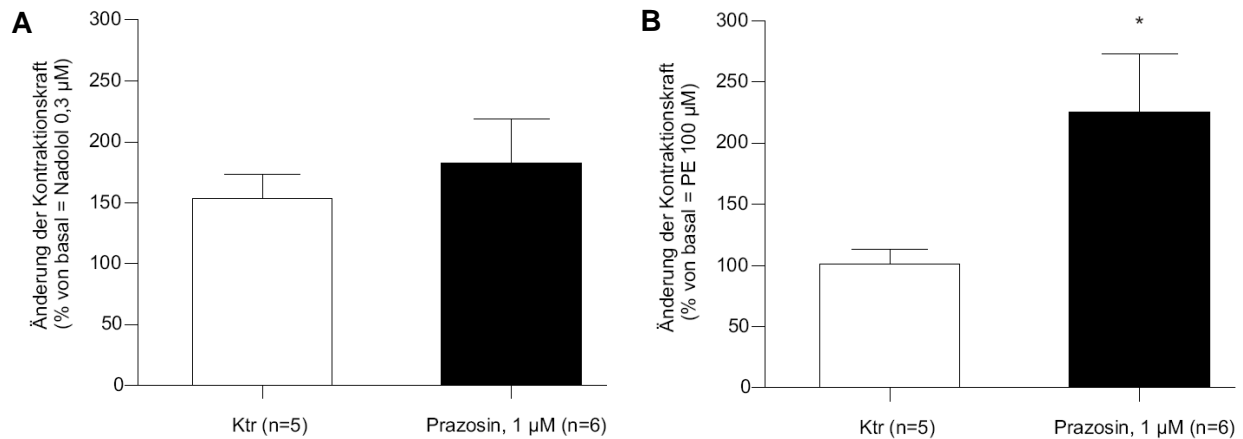 A
Änderung der Kontraktionskraft
(% von basal = Nadolol 0,3 µM)
300
250
200
150
100
50
0
Ktr (n=5)
Prazosin, 1 µM (n=6)
B
Änderung der Kontraktionskraft
(% von basal = PE 100 µM)
300
250
200
150
100
50
0
*
Ktr (n=5)
Prazosin, 1 µM (n=6)